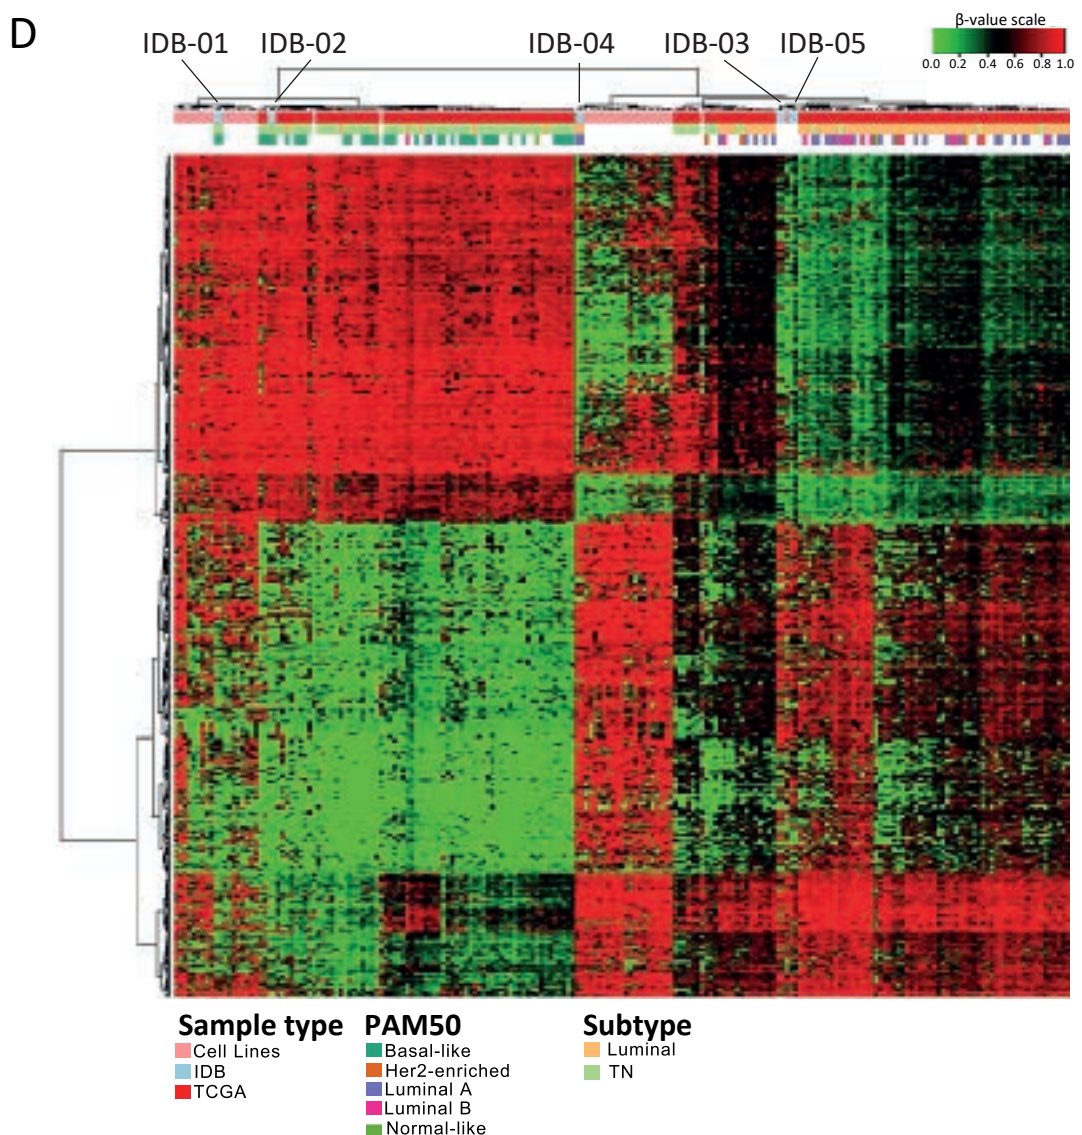 D
β-value scale
IDB-01 IDB-02 IDB-04 IDB-03 IDB-05
0.0 0.2 0.4 0.6 0.8 1.0
Sample type PAM50 Subtype
Cell Lines Basal-like Luminal
IDB Her2-enriched TN
TCGA Luminal A
Luminal B
Normal-like